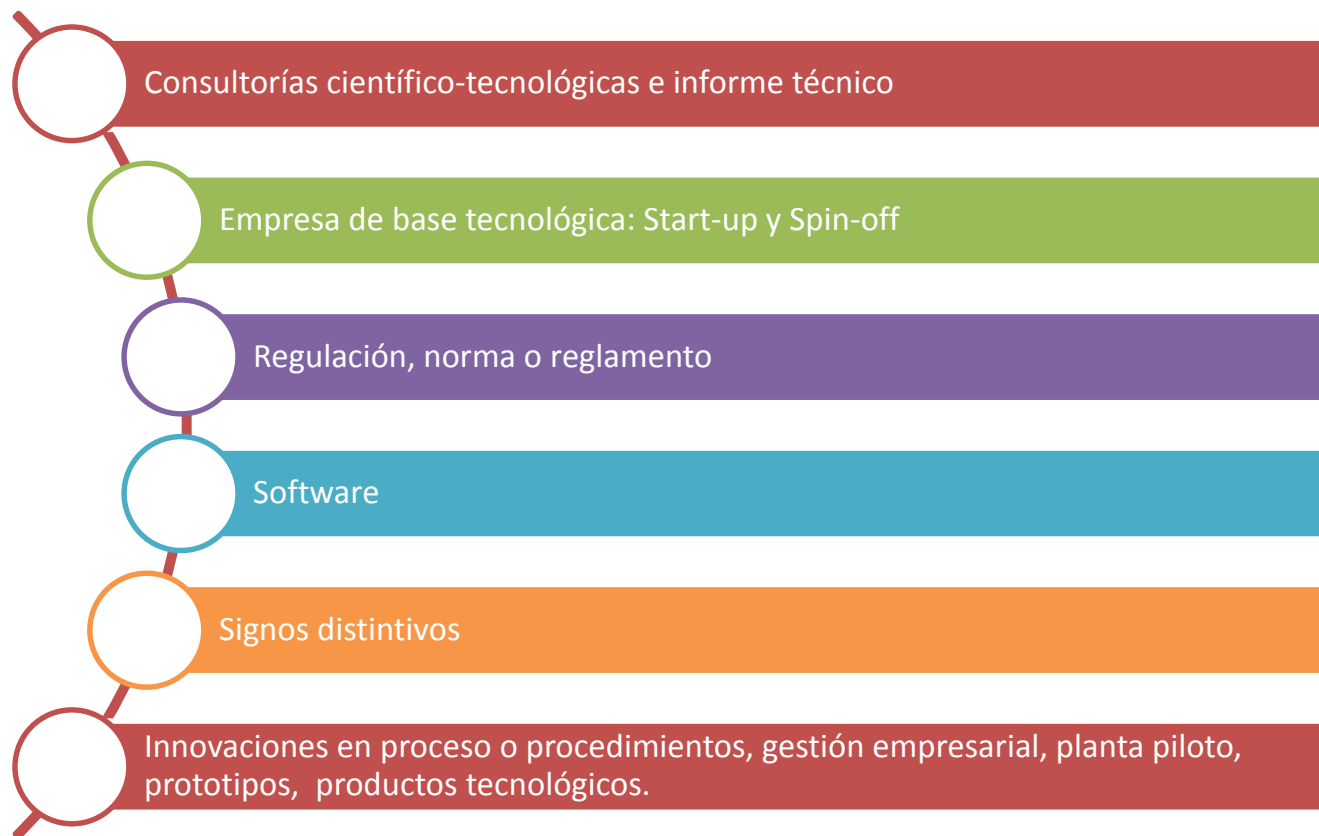 Consultorías científico-tecnológicas e informe técnico
Empresa de base tecnológica: Start-up y Spin-off
Regulación, norma o reglamento
Software
Signos distintivos
Innovaciones en proceso o procedimientos, gestión empresarial, planta piloto,
prototipos,  productos tecnológicos.